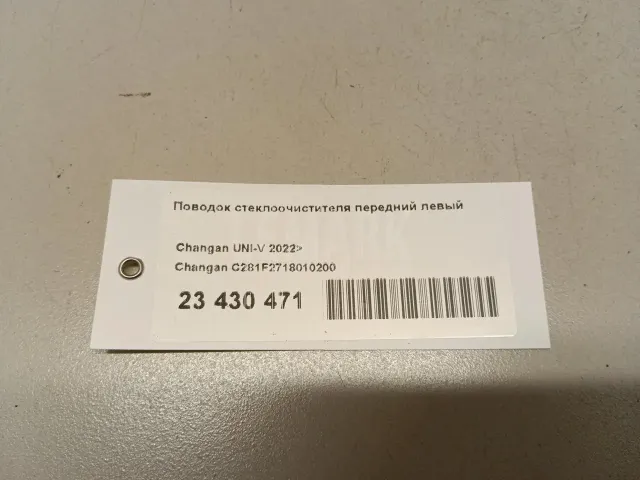 Поводок стеклоочистителя передний левый
Changan UNI-V 2022>
Changan C281F2718010200
23 430 471